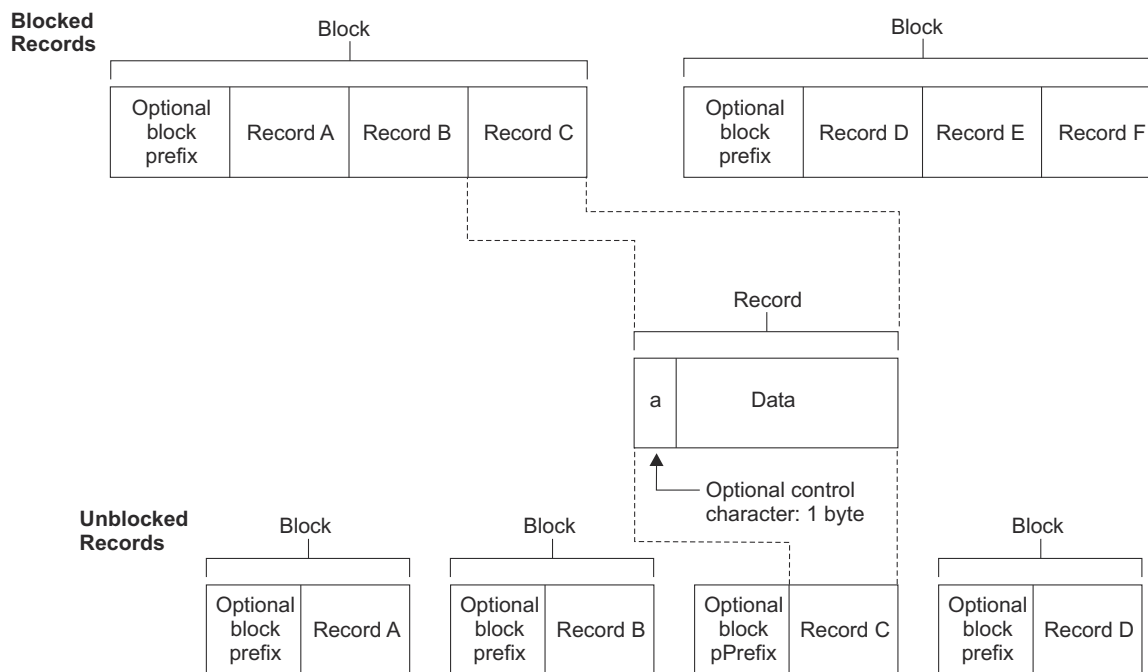 Blocked
Records
Block
Block
Optional
block
prefix
Record A
Record B
Record C
Optional
block
prefix
Record D
Record E
Record F
Record
a
Data
Optional control
character: 1 byte
Unblocked
Records
Block
Block
Block
Optional
block
prefix
Record A
Optional
block
prefix
Record B
Optional
block
pPrefix
Record C
Optional
block
prefix
Record D